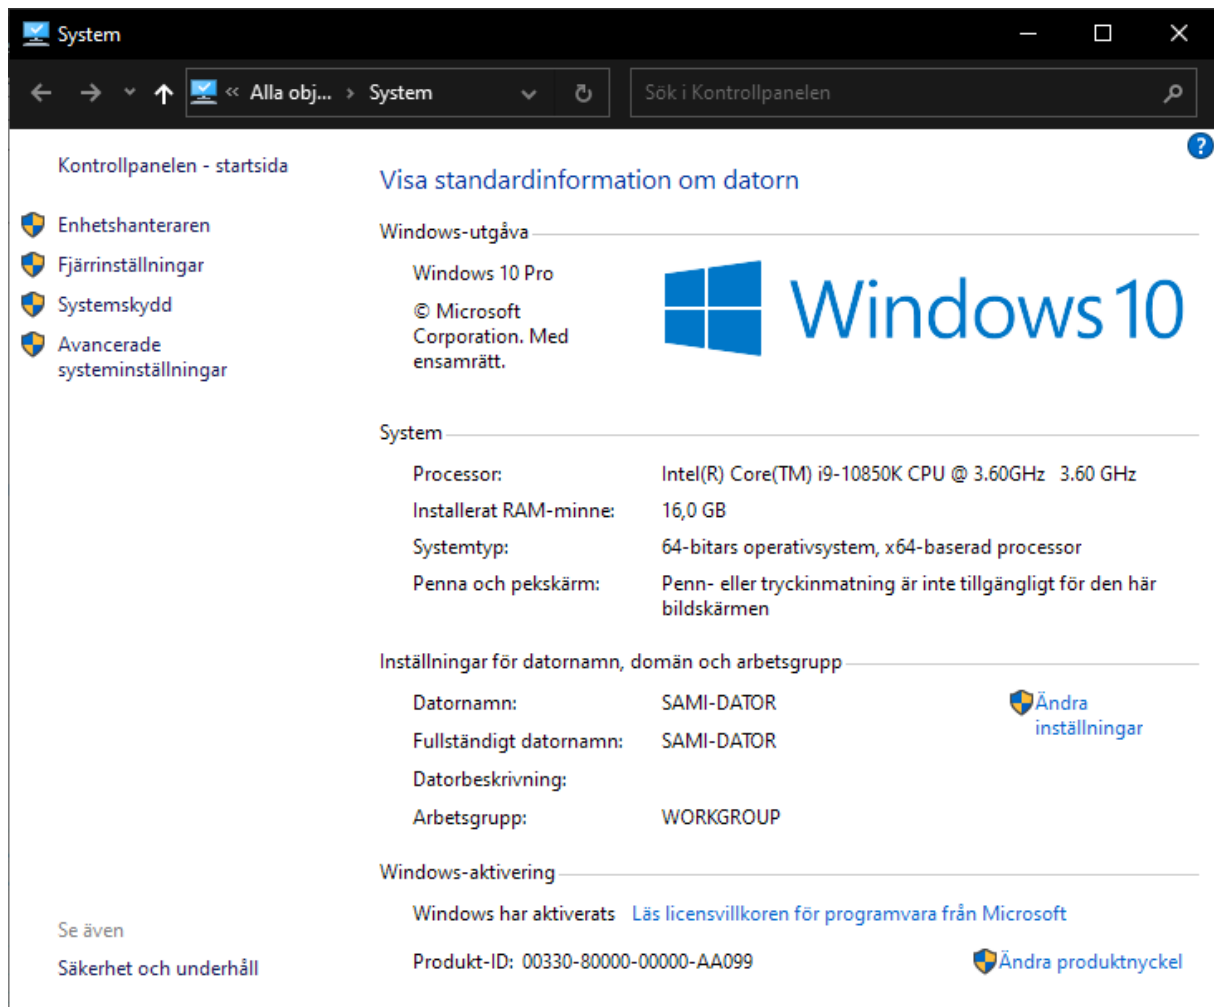 System
« Alla obj... › System
Sök i Kontrollpanelen
Kontrollpanelen - startsida
Enhetshanteraren
Fjärrinställningar
Systemskydd
Avancerade
systeminställningar
Se även
Säkerhet och underhåll
?
Visa standardinformation om datorn
Windows-utgåva
Windows 10 Pro
© Microsoft
Corporation. Med
ensamrätt.
Windows 10
System
Processor: Intel(R) Core(TM) i9-10850K CPU @ 3.60GHz 3.60 GHz
Installerat RAM-minne: 16,0 GB
Systemtyp: 64-bitars operativsystem, x64-baserad processor
Penna och pekskärm: Penn- eller tryckinmatning är inte tillgängligt för den här
bildskärmen
Inställningar för datornamn, domän och arbetsgrupp
Datornamn: SAMI-DATOR
Ändra
inställningar
Fullständigt datornamn: SAMI-DATOR
Datorbeskrivning:
Arbetsgrupp: WORKGROUP
Windows-aktivering
Windows har aktiverats Läs licensvillkoren för programvara från Microsoft
Produkt-ID: 00330-80000-00000-AA099 Ändra produktnyckel